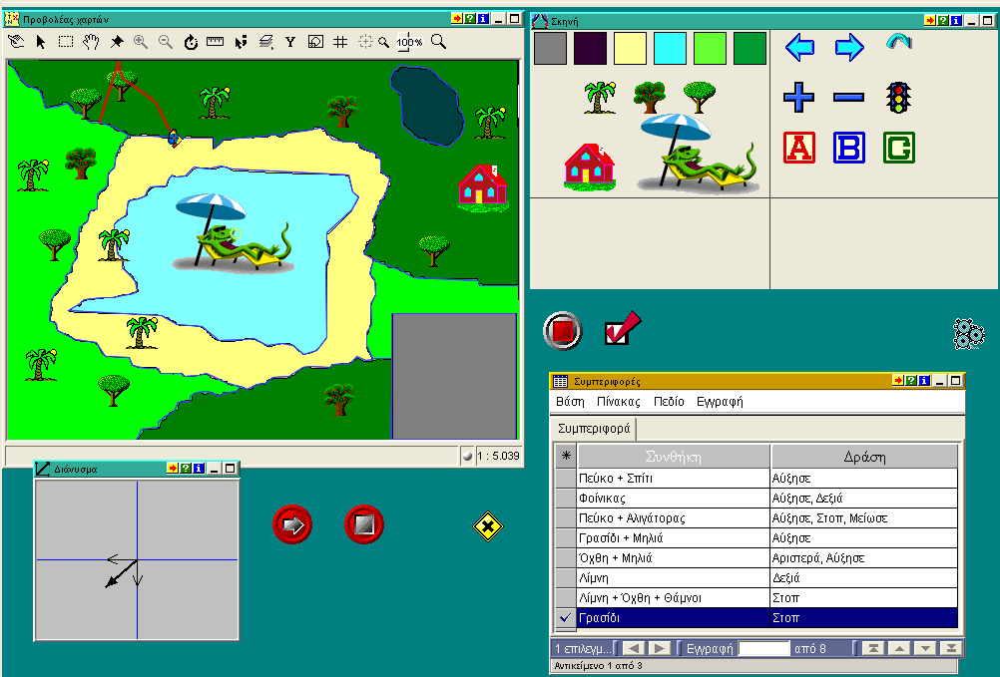 Προβολέας χαρτών
100%
1 : 5.039
Σκηνή
A B C
Διάνυσμα
Συμπεριφορές
Βάση Πίνακας Πεδίο Εγγραφή
Συμπεριφορά
Συνθήκη Δράση
Πεύκο + Σπίτι Αύξησε
Φοίνικας Αύξησε, Δεξιά
Πεύκο + Αλιγάτορας Αύξησε, Στοπ, Μείωσε
Γρασίδι + Μηλιά Αύξησε
Όχθη + Μηλιά Αριστερά, Αύξησε
Λίμνη Δεξιά
Λίμνη + Όχθη + Θάμνοι Στοπ
Γρασίδι Στοπ
1 επιλεγμ... Εγγραφή από 8
Αντικείμενο 1 από 3